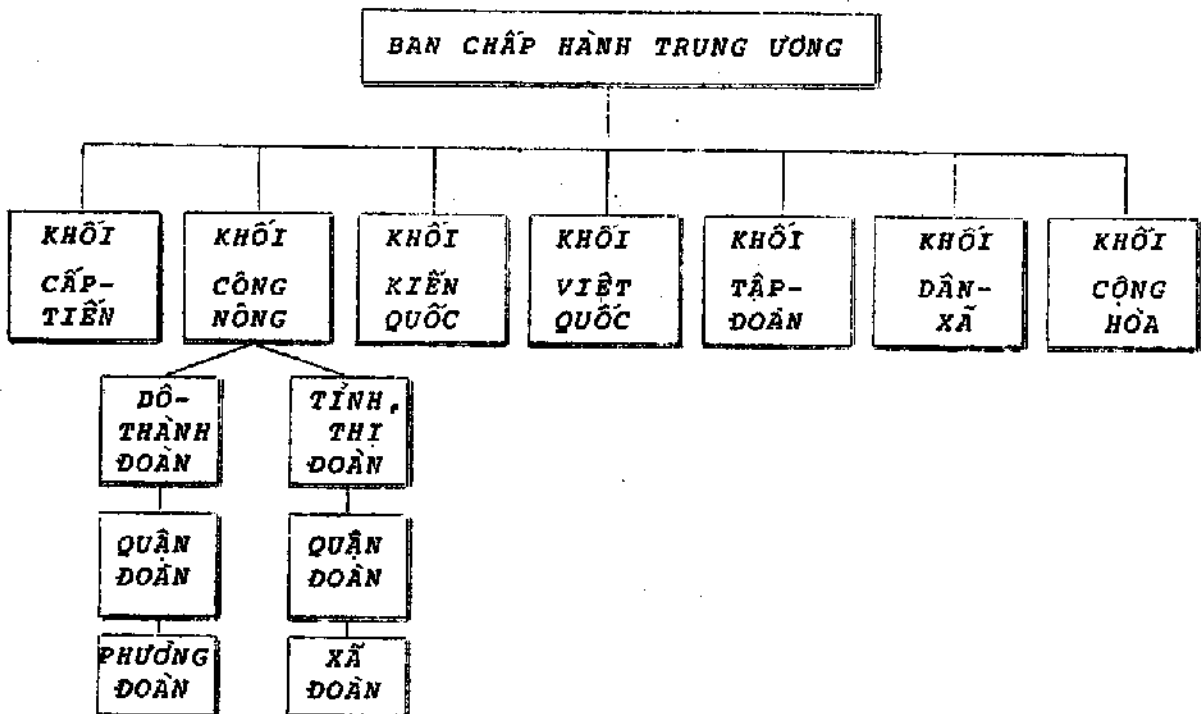 BAN CHẤP HÀNH TRUNG ƯƠNG
KHỐI
CẤP-
TIẾN
KHỐI
CÔNG
NÔNG
KHỐI
KIẾN
QUỐC
KHỐI
VIỆT
QUỐC
KHỐI
TẬP-
ĐOÀN
KHỐI
DÂN-
XÃ
KHỐI
CỘNG
HÒA
DÔ-
THÀNH
ĐOÀN
TỈNH,
THỊ
ĐOÀN
QUẬN
ĐOÀN
QUẬN
ĐOÀN
PHƯỜNG
ĐOÀN
XÃ
ĐOÀN